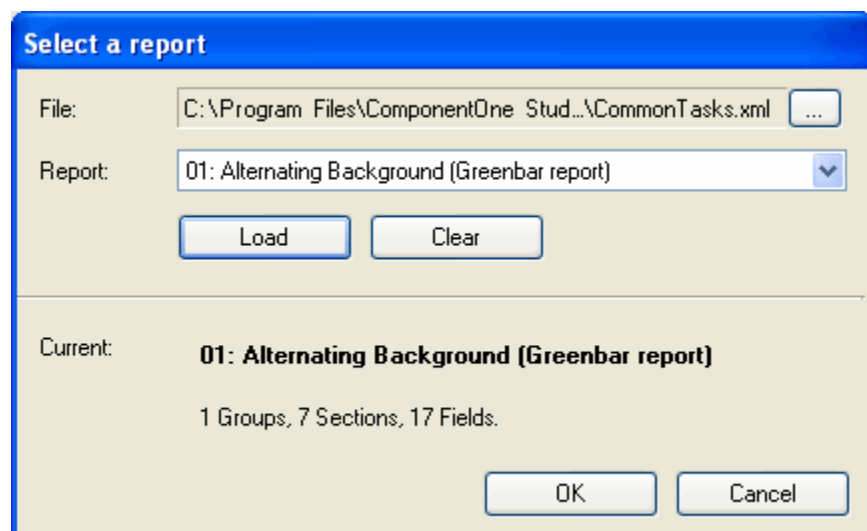 Select a report
File: C:\Program Files\ComponentOne Stud...\CommonTasks.xml ...
Report: 01: Alternating Background (Greenbar report)
Load Clear
Current: 01: Alternating Background (Greenbar report)
1 Groups, 7 Sections, 17 Fields.
OK Cancel